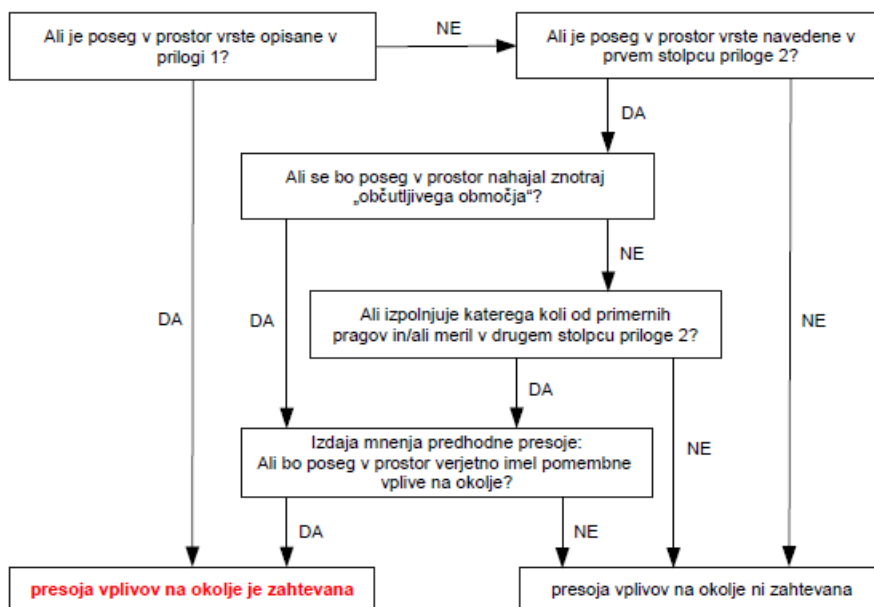 Ali je poseg v prostor vrste opisane v
prilogi 1?
NE
Ali je poseg v prostor vrste navedene v
prvem stolpcu priloge 2?
DA
Ali se bo poseg v prostor nahajal znotraj
„občutljivega območja“?
NE
DA
DA
Ali izpolnjuje katerega koli od primernih
pragov in/ali meril v drugem stolpcu priloge 2?
NE
DA
Izdaja mnenja predhodne presoje:
Ali bo poseg v prostor verjetno imel pomembne
vplive na okolje?
NE
DA
NE
presoja vplivov na okolje je zahtevana
presoja vplivov na okolje ni zahtevana